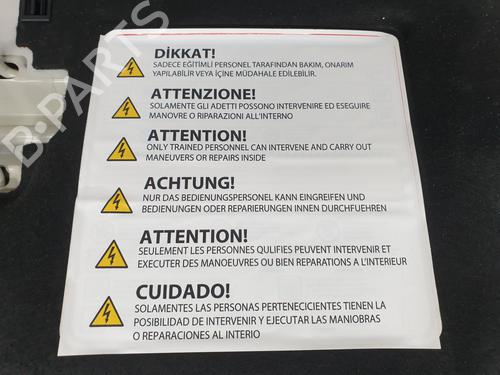 DİKKAT!
SADECE EĞİTİMLİ PERSONEL TARAFINDAN BAKIM, ONARIM
YAPILABİLİR VEYA İÇİNE MÜDAHALE EDİLEBİLİR.
ATTENZIONE!
SOLAMENTE GLI ADETTI POSSONO INTERVENIRE ED ESEGUIRE
MANOVRE O RIPARAZIONI ALL'INTERNO
ATTENTION!
ONLY TRAINED PERSONNEL CAN INTERVENE AND CARRY OUT
MANEUVERS OR REPAIRS INSIDE
ACHTUNG!
NUR DAS BEDIENUNGSPERSONEL KANN EINGREIFEN UND
BEDIENUNGEN ODER REPARIERUNGEN INNEN DURCHFUEHREN
ATTENTION!
SEULEMENT LES PERSONNES QULIFIES PEUVENT INTERVENIR ET
EXECUTER DES MANOEUVRES OU BIEN REPARATIONS A L'INTERIEUR
CUIDADO!
SOLAMENTES LAS PERSONAS PERTENECICIENTES TIENEN LA
POSIBILIDAD DE INTERVENIR Y EJECUTAR LAS MANIOBRAS
O REPARACIONES AL INTERIO
B-PARTS